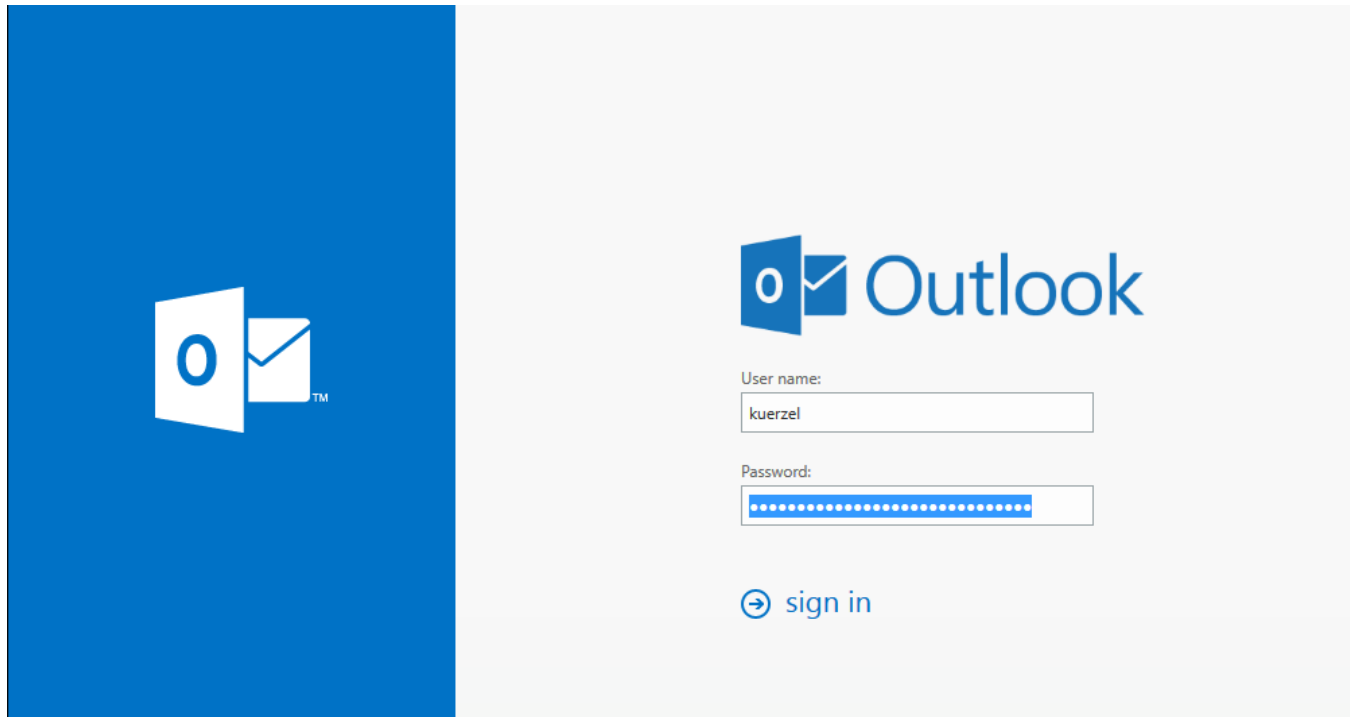 O
TM
O Outlook
User name:
kuerzel
Password:
••••••••••••••••••••••••••••••
sign in